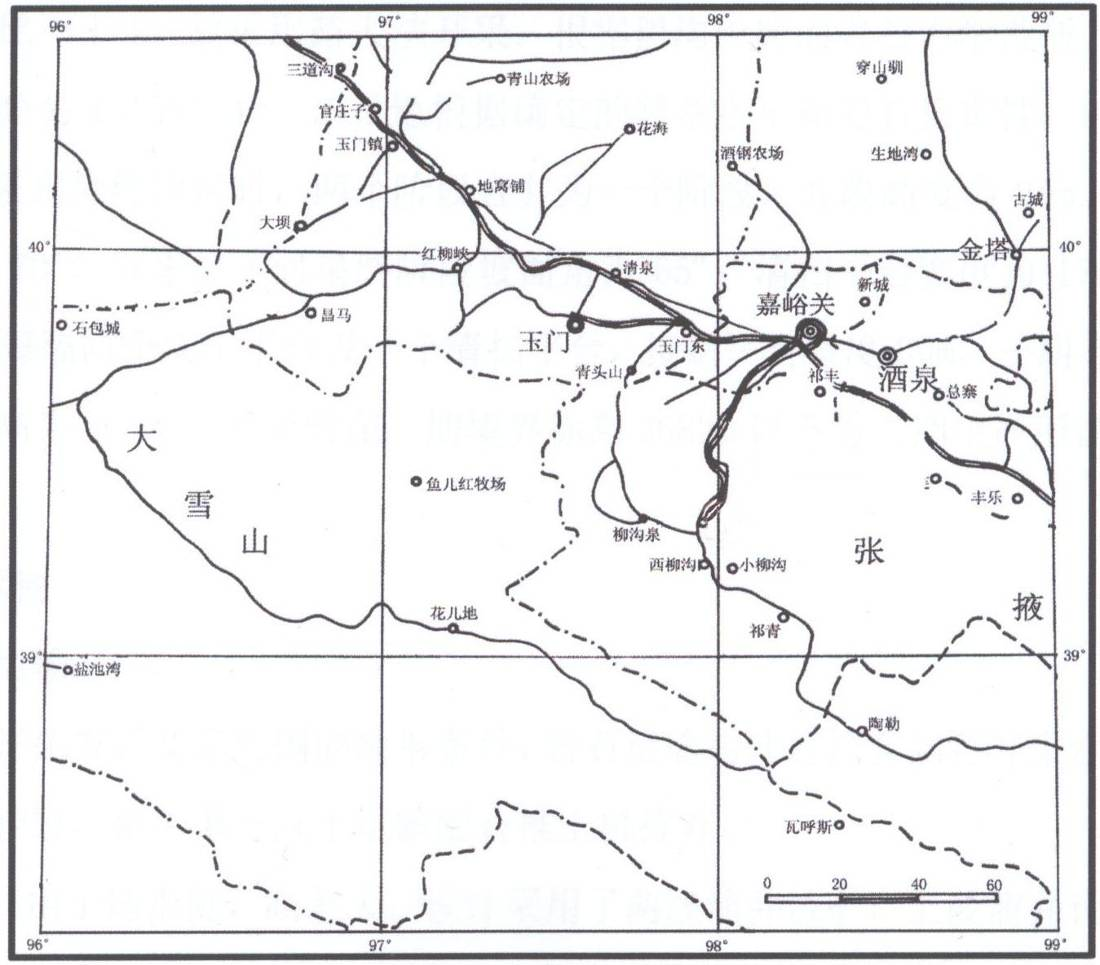 96°
97°
98°
99°
三道沟
青山农场
穿山驯
官庄子
花海
玉门镇
酒钢农场
生地湾
地窝铺
大坝
古城
40°
红柳峡
清泉
金塔
40°
新城
石包城
昌马
嘉峪关
玉门
玉门东
青头山
祁丰
酒泉
总寨
大
雪
山
鱼儿红牧场
三
丰乐
柳沟泉
张
掖
西柳沟
小柳沟
花儿地
祁青
39°
39°
盐池湾
陶勒
瓦呼斯
0
20
40
60
96°
97°
98°
99°